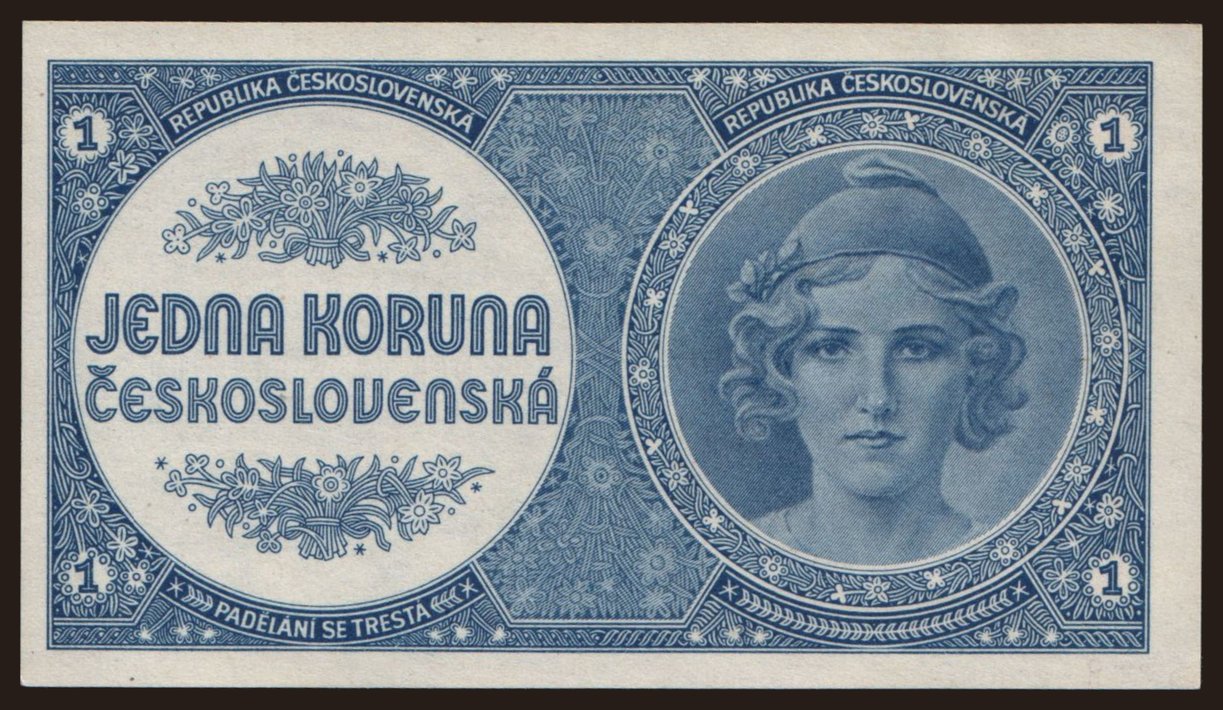 REPUBLIKA ČESKOSLOVENSKÁ
REPUBLIKA ČESKOSLOVENSKÁ
1
1
JEDNA KORUNA
ČESKOSLOVENSKÁ
1
1
PADĚLÁNÍ SE TRESTÁ